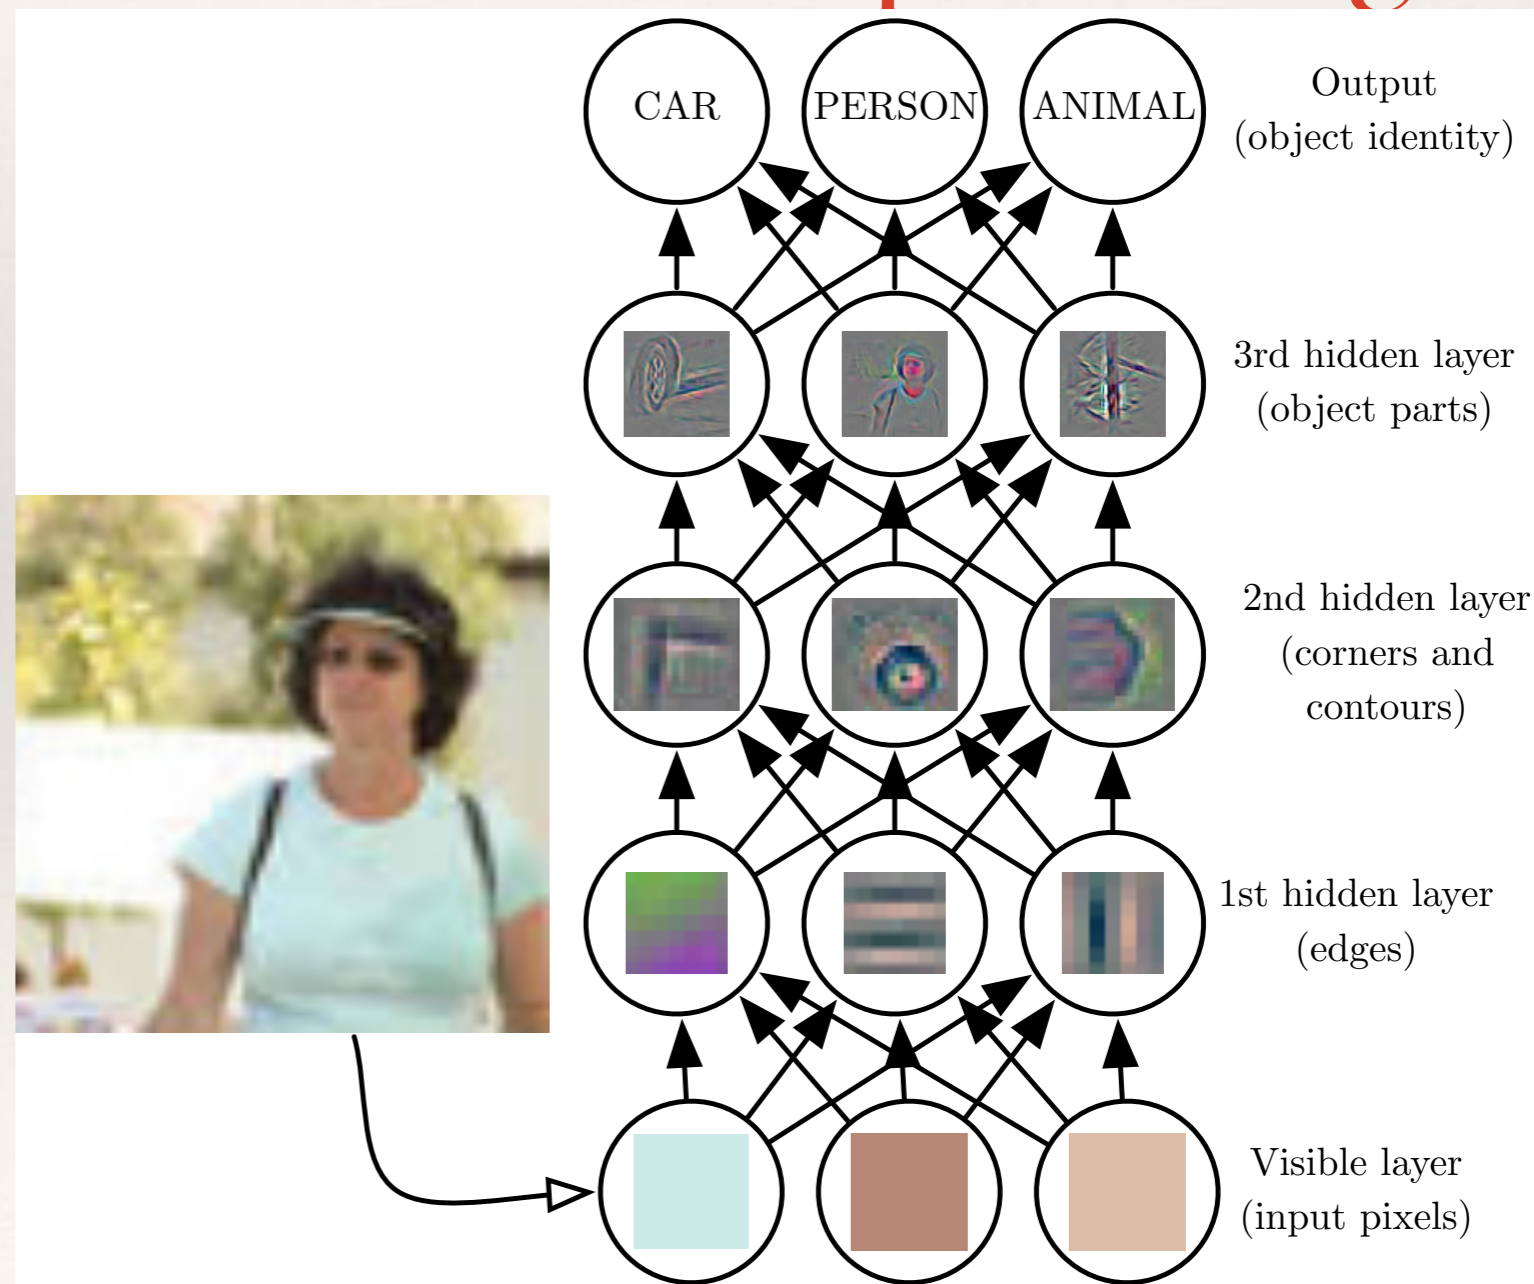 CAR PERSON ANIMAL
Output
(object identity)
3rd hidden layer
(object parts)
2nd hidden layer
(corners and
contours)
1st hidden layer
(edges)
Visible layer
(input pixels)